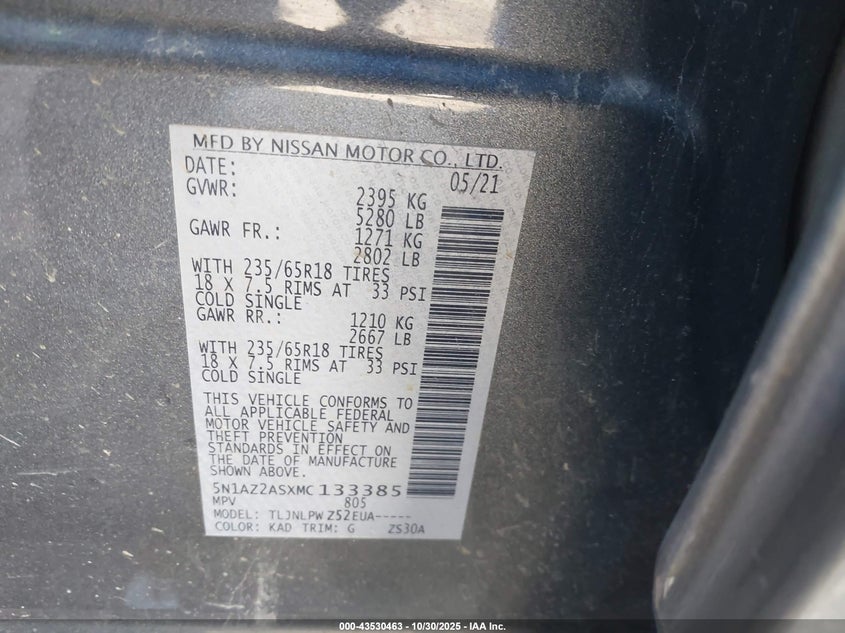 MFD BY NISSAN MOTOR CO., LTD.
DATE: 05/21
GVWR: 2395 KG
5280 LB
GAWR FR.: 1271 KG
2802 LB
WITH 235/65R18 TIRES
18 X 7.5 RIMS AT 33 PSI
COLD SINGLE
GAWR RR.: 1210 KG
2667 LB
WITH 235/65R18 TIRES
18 X 7.5 RIMS AT 33 PSI
COLD SINGLE
THIS VEHICLE CONFORMS TO
ALL APPLICABLE FEDERAL
MOTOR VEHICLE SAFETY AND
THEFT PREVENTION
STANDARDS IN EFFECT ON
THE DATE OF MANUFACTURE
SHOWN ABOVE.
5N1AZ2ASXMC133385
MPV 805
MODEL: TLJNLPW Z52EUA-----
COLOR: KAD TRIM: G ZS30A
000-43530463 - 10/30/2025 - IAA Inc.